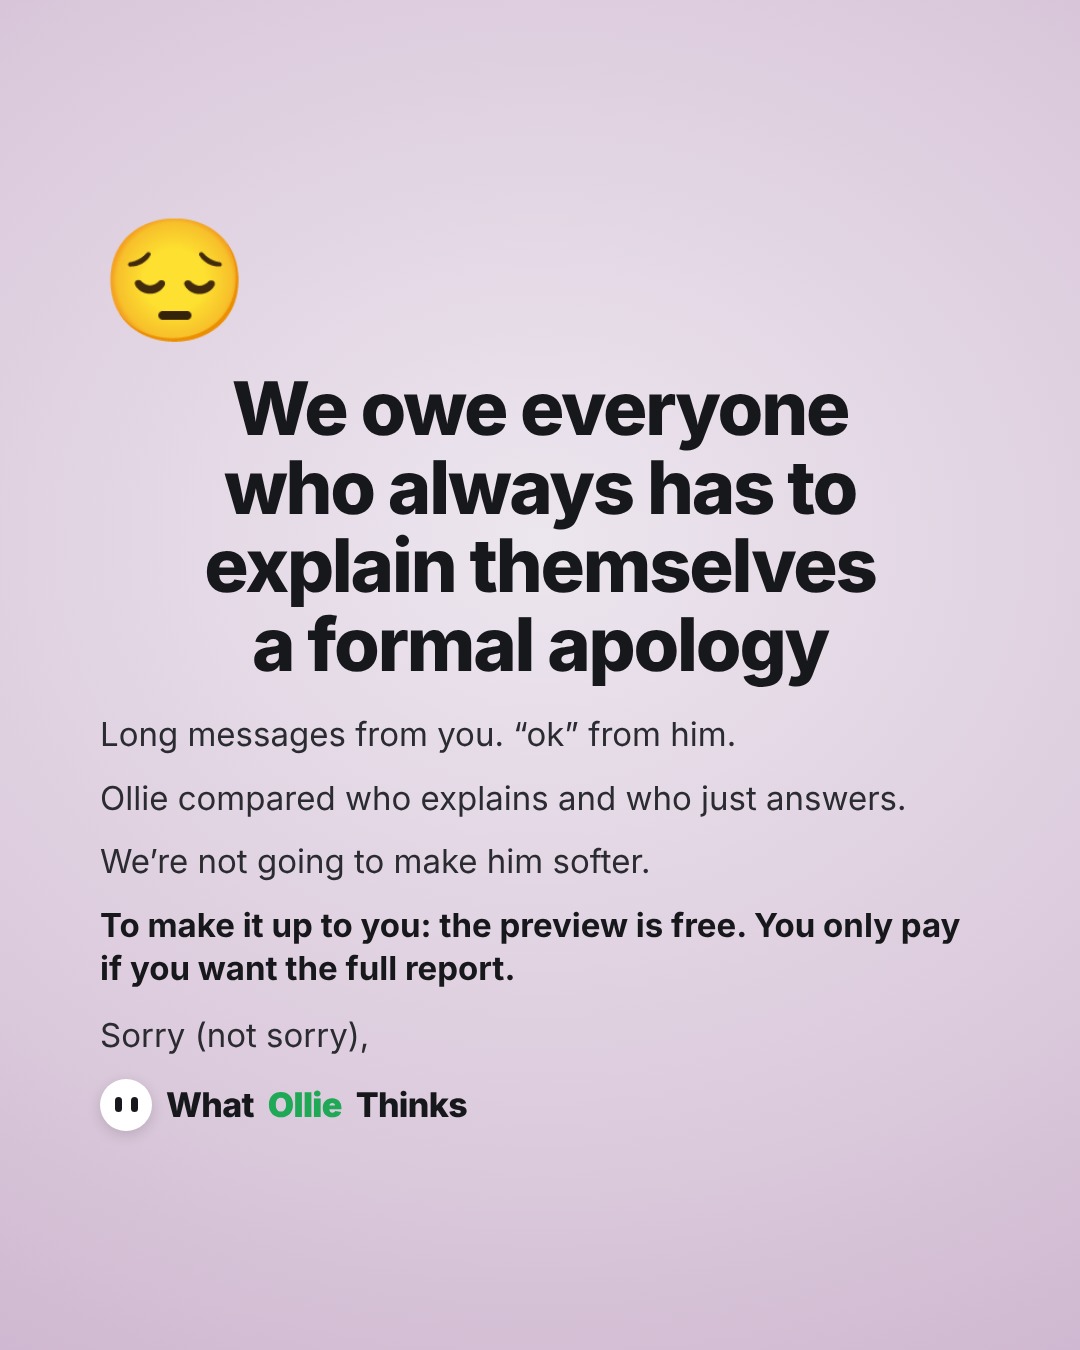 We owe everyone
who always has to
explain themselves
a formal apology
Long messages from you. “ok” from him.
Ollie compared who explains and who just answers.
We’re not going to make him softer.
To make it up to you: the preview is free. You only pay
if you want the full report.
Sorry (not sorry),
What Ollie Thinks